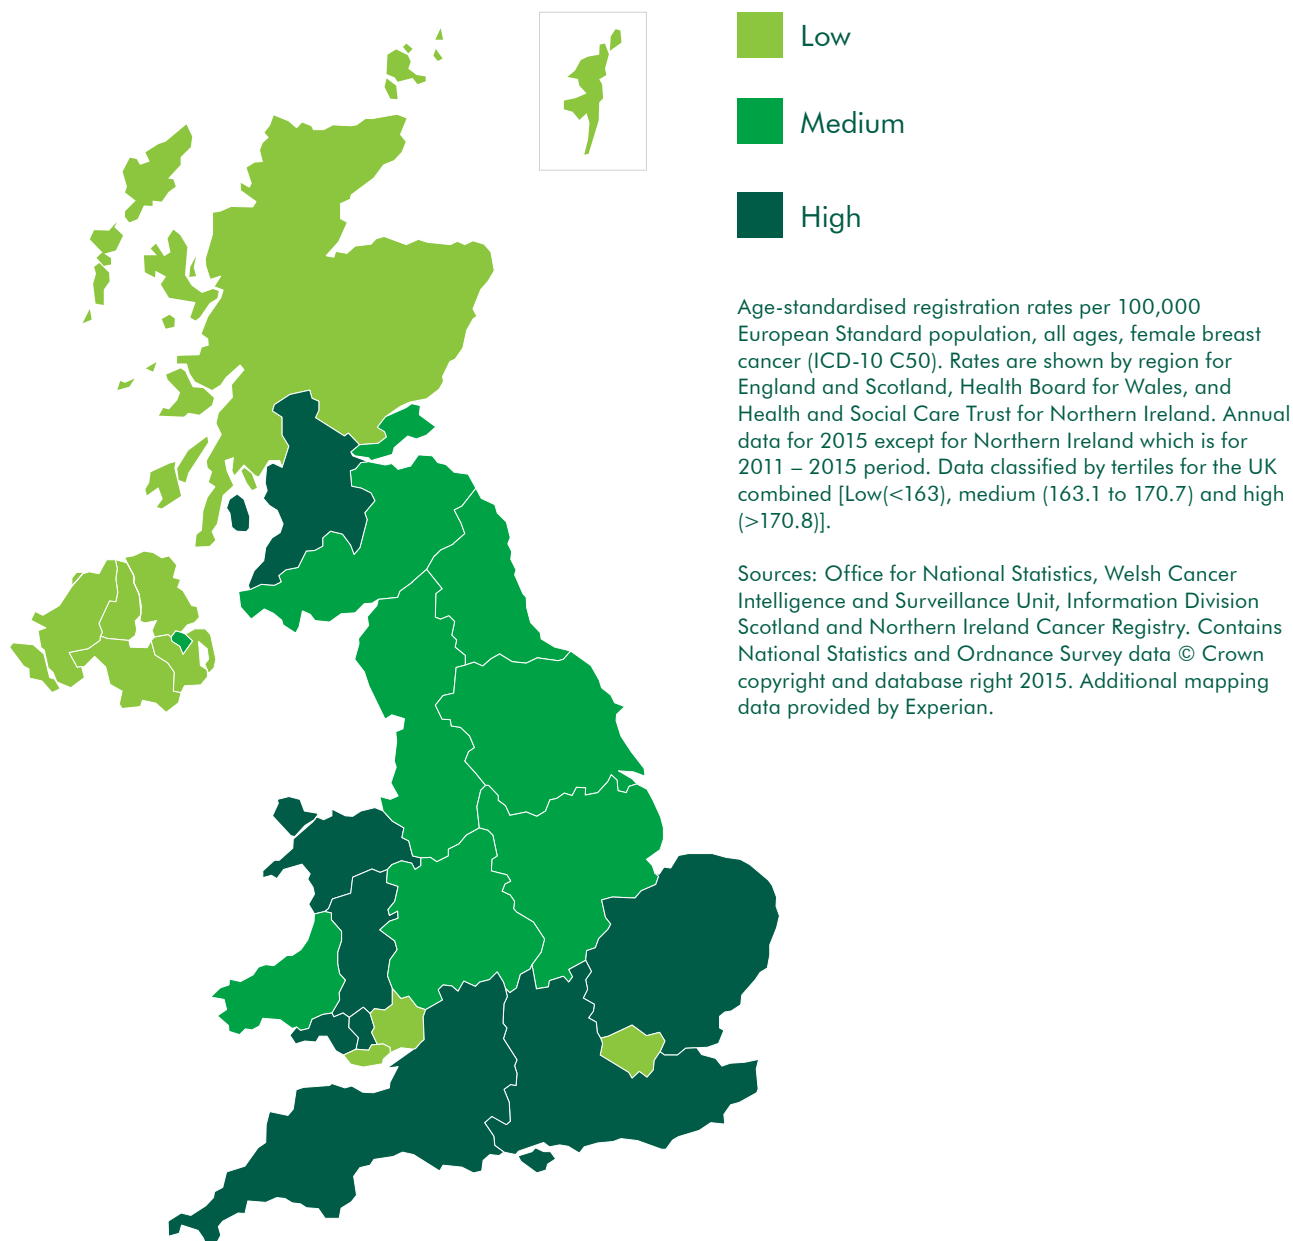 Low
Medium
High
Age-standardised registration rates per 100,000
European Standard population, all ages, female breast
cancer (ICD-10 C50). Rates are shown by region for
England and Scotland, Health Board for Wales, and
Health and Social Care Trust for Northern Ireland. Annual
data for 2015 except for Northern Ireland which is for
2011 – 2015 period. Data classified by tertiles for the UK
combined [Low(<163), medium (163.1 to 170.7) and high
(>170.8)].
Sources: Office for National Statistics, Welsh Cancer
Intelligence and Surveillance Unit, Information Division
Scotland and Northern Ireland Cancer Registry. Contains
National Statistics and Ordnance Survey data © Crown
copyright and database right 2015. Additional mapping
data provided by Experian.